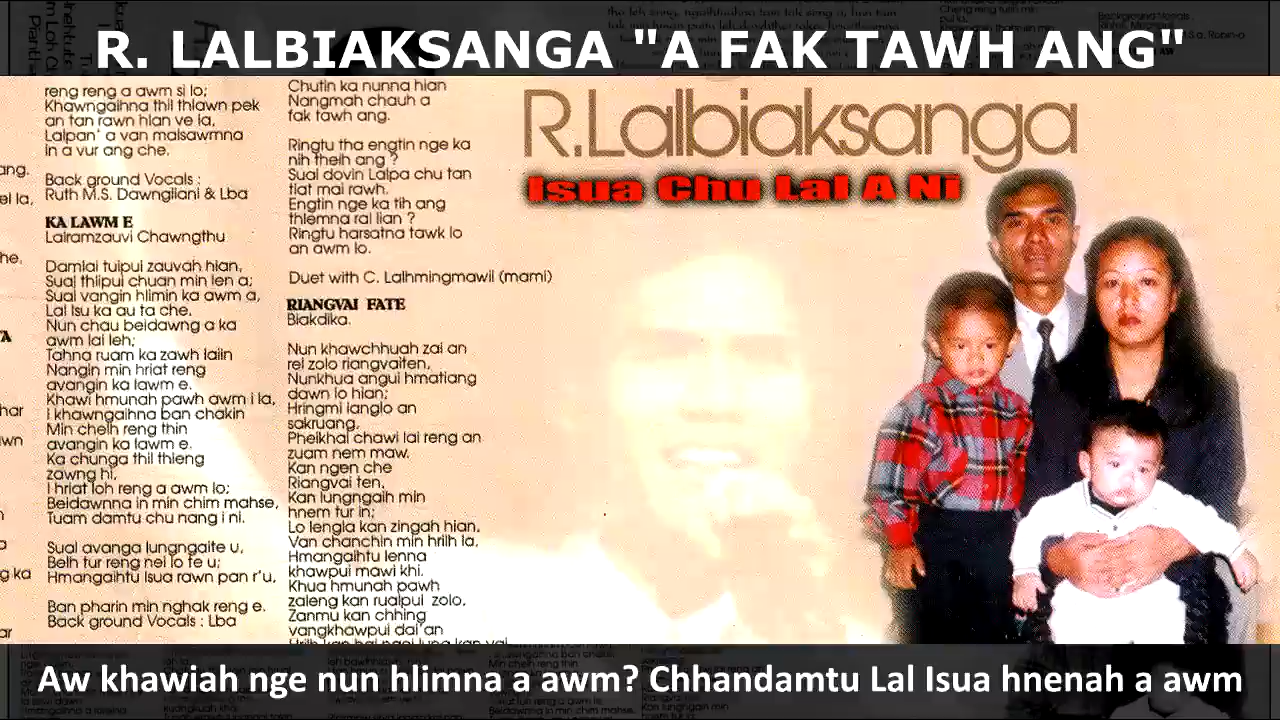 R. LALBIAKSANGA "A FAK TAWH ANG"
reng reng a awm si lo;
Khawngaihna thil thlawn pek
an tan rawn hlan ve la,
Lalpan' a van malsawmna
in a vur ang che.
Back ground Vocals :
Ruth M.S. Dawngliani & Lba
KA LAWM E
Lalramzauvi Chawngthu
Damlai tuipui zauvah hian,
Sual thlipui chuan min len a;
Sual vangin hlimin ka awm a,
Lal Isu ka au ta che.
Nun chau beidawng a ka
awm lai leh;
Tahna ruam ka zawh laiin
Nangin min hriat reng
avangin ka lawm e.
Khawi hmunah pawh awm i la,
I khawngaihna ban chakin
Min chelh reng thin
avangin ka lawm e.
Ka chunga thil thleng
zawng hi,
I hriat loh reng a awm lo;
Beidawnna in min chim mahse,
Tuam damtu chu nang i ni.
Sual avanga lungngaite u,
Beih tur reng nei lo te u;
Hmangaihtu Isua rawn pan r'u,
Ban pharin min nghak reng e.
Back ground Vocals : Lba
Chutin ka nunna hian
Nangmah chauh a
fak tawh ang.
Ringtu tha engtin nge ka
nih theih ang ?
Sual dovin Lalpa chu tan
tlat mai rawh.
Engtin nge ka tih ang
thlemna ral lian ?
Ringtu harsatna tawk lo
an awm lo.
Duet with C. Lalhmingmawii (mami)
RIANGVAI FATE
Biakdika.
Nun khawchhuah zai an
rel zolo riangvaiten,
Nunkhua angui hmatiang
dawn lo hian;
Hringmi ianglo an
sakruang,
Pheikhai chawi lai reng an
zuam nem maw.
Kan ngen che
Riangvai ten,
Kan lungngaih min
hnem tur in;
Lo lengla kan zingah hian,
Van chanchin min hrilh la,
Hmangaihtu lenna
khawpui mawi khi.
Khua hmunah pawh
zaleng kan rualpui zolo,
Zanmu kan chhing
vangkhawpui dai an
R.Lalbiaksanga
Isua Chu Lal A Ni
Aw khawiah nge nun hlimna a awm? Chhandamtu Lal Isua hnenah a awm